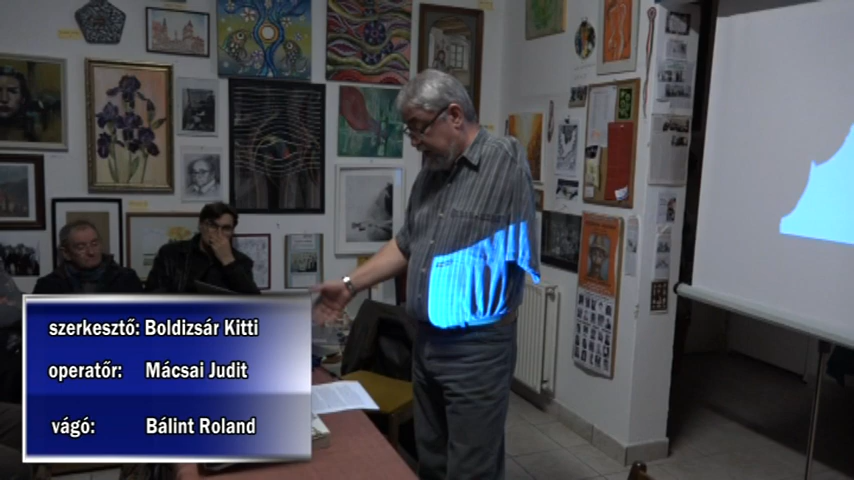 szerkesztő: Boldizsár Kitti
operatőr: Mácsai Judit
vágó: Bálint Roland